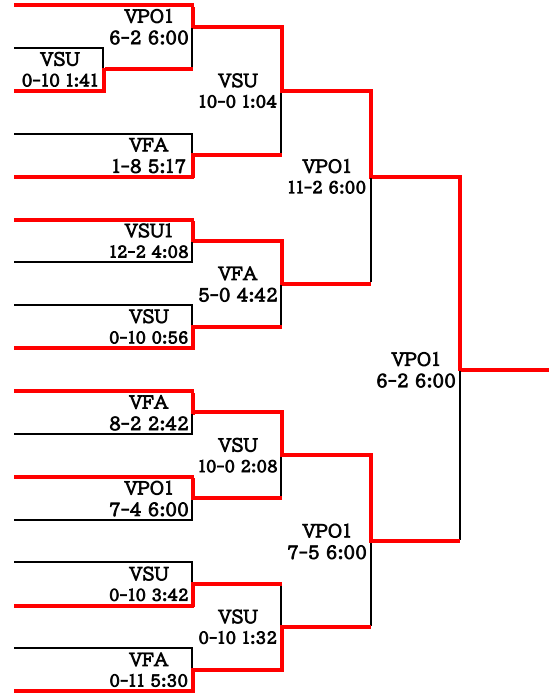 VPO1
6-2 6:00
VSU
0-10 1:41
VSU
10-0 1:04
VFA
1-8 5:17
VPO1
11-2 6:00
VSU1
12-2 4:08
VFA
5-0 4:42
VSU
0-10 0:56
VPO1
6-2 6:00
VFA
8-2 2:42
VSU
10-0 2:08
VPO1
7-4 6:00
VPO1
7-5 6:00
VSU
0-10 3:42
VSU
0-10 1:32
VFA
0-11 5:30